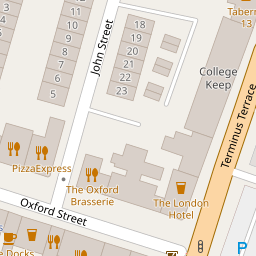 18
19
20
21
22
23
10
9
8
7
6
5
John Street
Tabern
13
College
Keep
Terminus Terrace
PizzaExpress
The Oxford
Brasserie
The London
Hotel
Oxford Street
e Docks
P